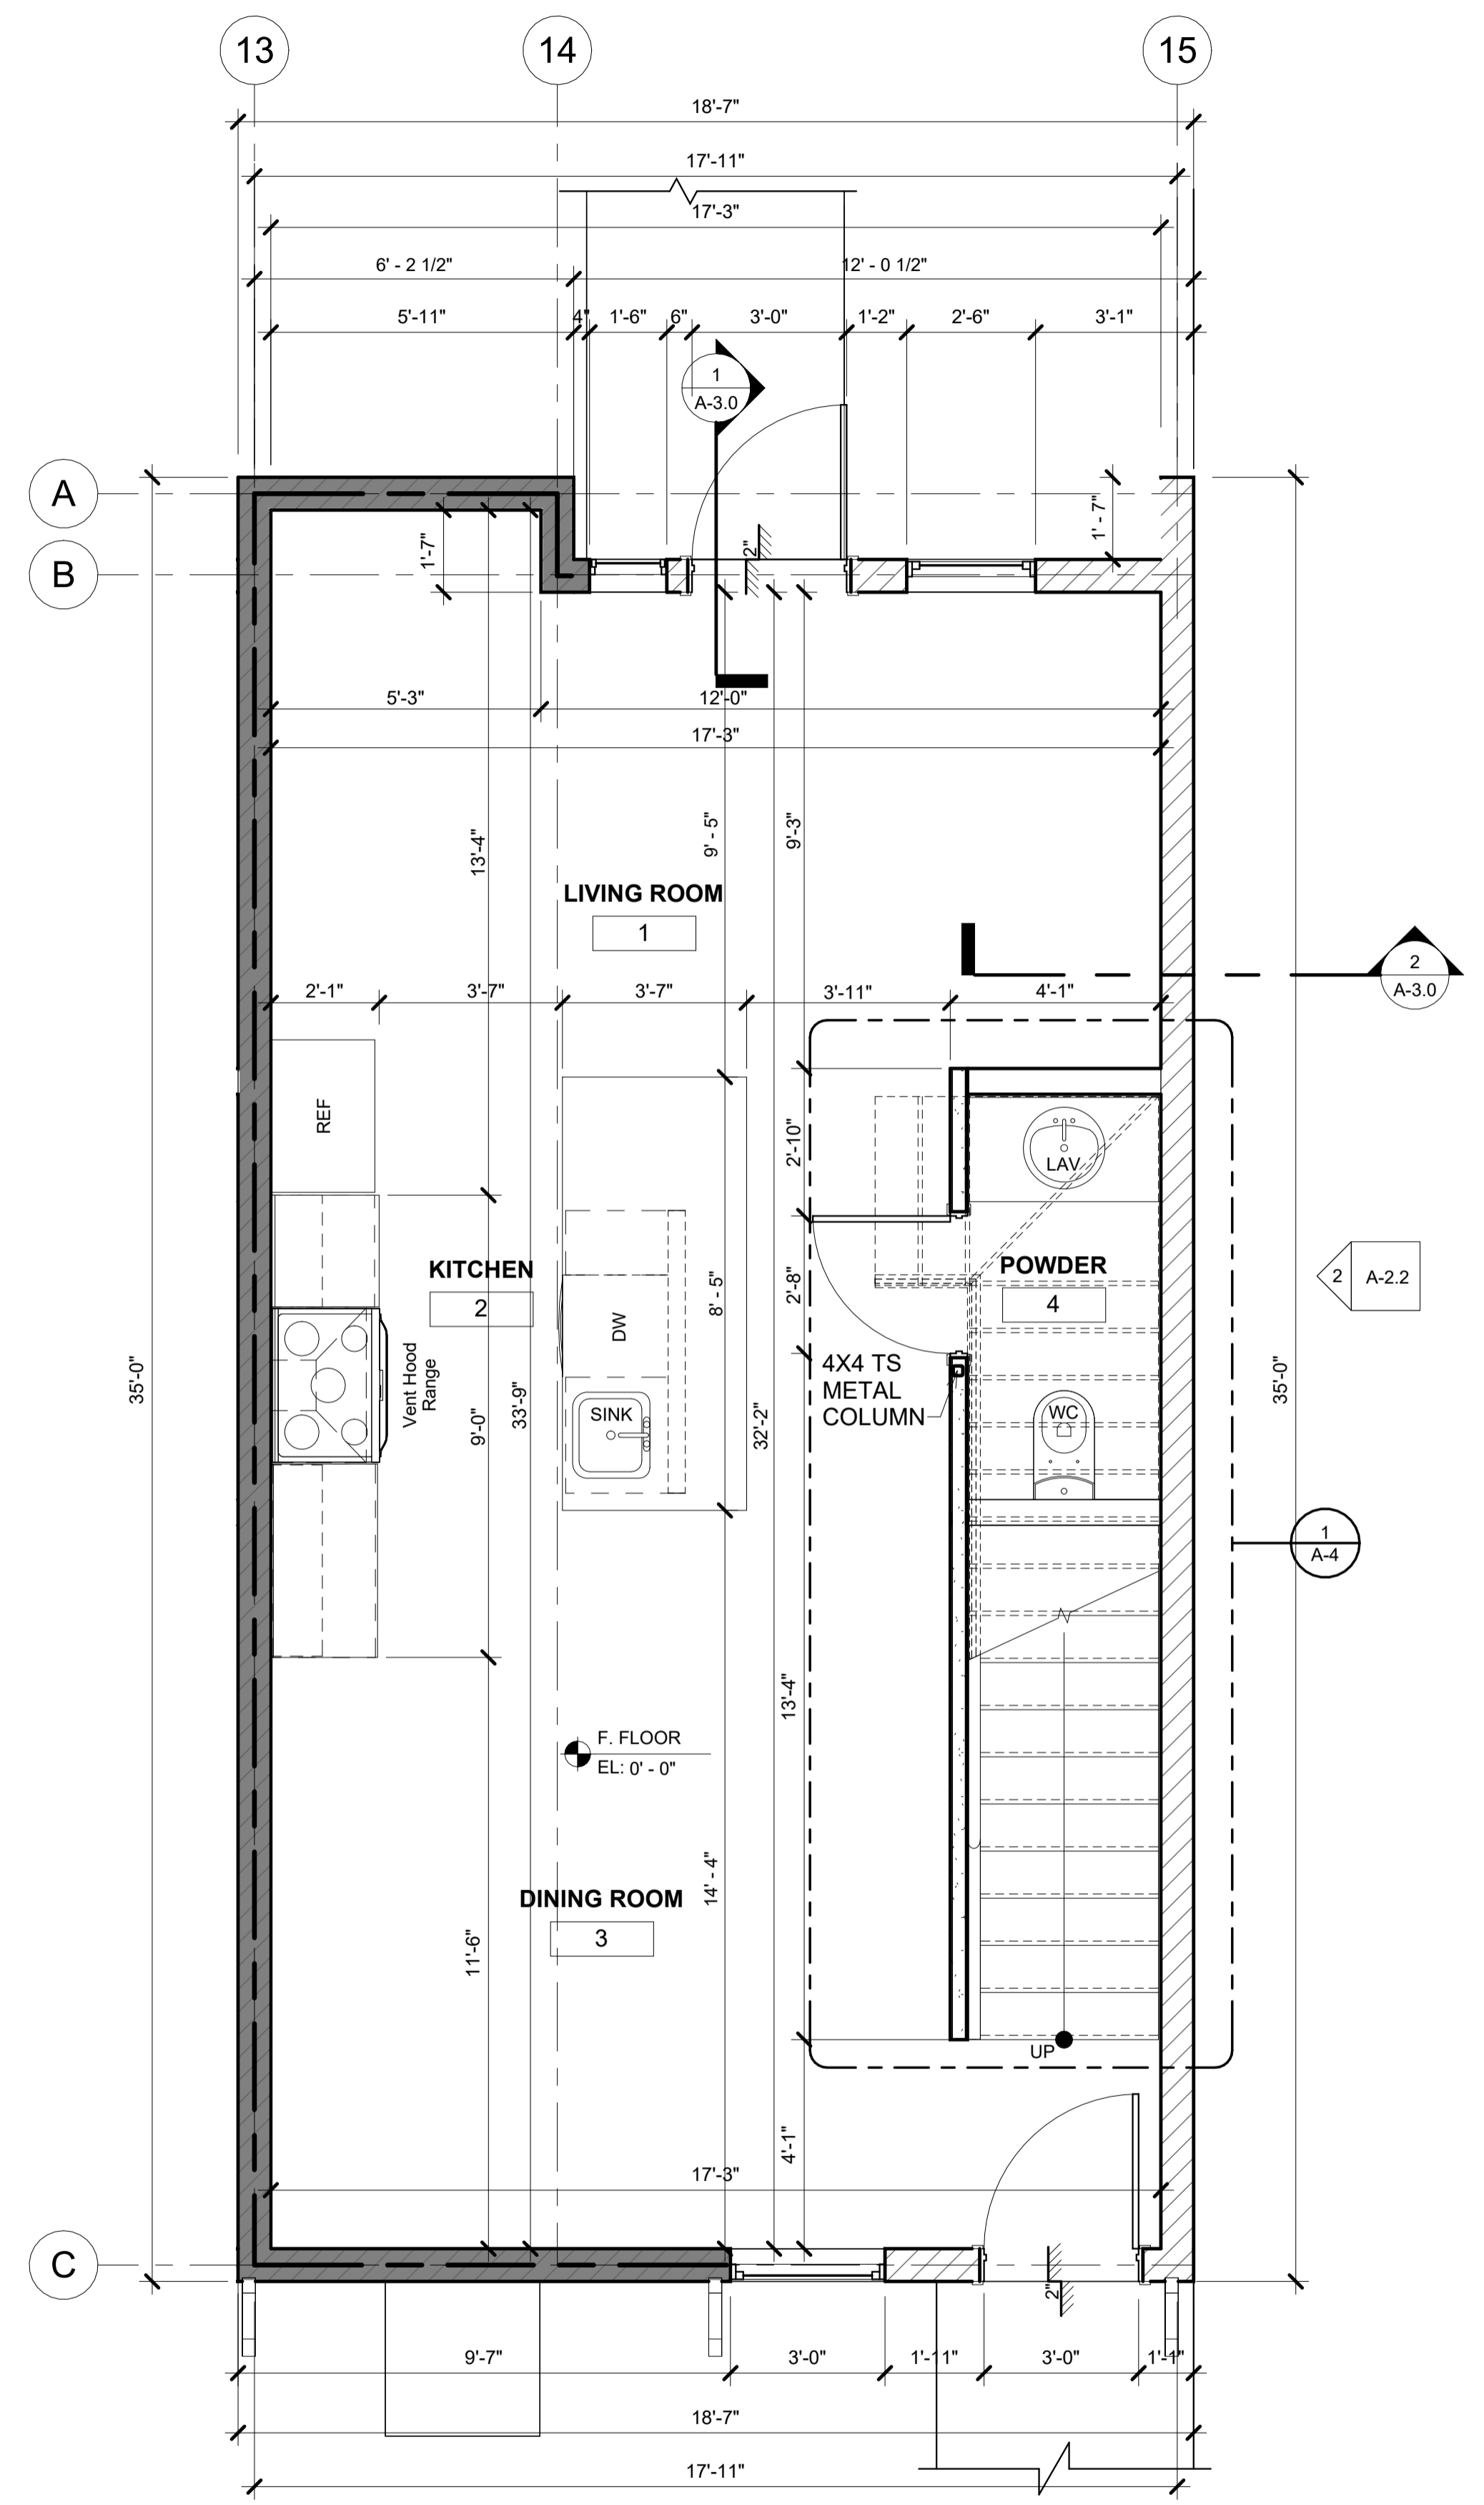 13 14 15
18'-7"
17'-11"
17'-3"
6' - 2 1/2" 12' - 0 1/2"
5'-11" 4" 1'-6" 6" 3'-0" 1'-2" 2'-6" 3'-1"
1
A-3.0
A
1'-7" 2" 1' - 7"
B
5'-3" 12'-0"
17'-3"
13'-4" 9' - 5" 9'-3"
LIVING ROOM
1
2
A-3.0
2'-1" 3'-7" 3'-7" 3'-11" 4'-1"
REF
2'-10"
LAV
KITCHEN
2
POWDER
4
2 A-2.2
2'-8"
8' - 5"
DW
35'-0"
Vent Hood
Range
9'-0"
33'-9"
SINK
32'-2"
4X4 TS
METAL
COLUMN
WC
35'-0"
1
A-4
13'-4"
F. FLOOR
EL: 0' - 0"
14' - 4"
DINING ROOM
3
11'-6"
UP
4'-1"
17'-3"
C
2"
9'-7" 3'-0" 1'-11" 3'-0" 1'-1"
18'-7"
17'-11"